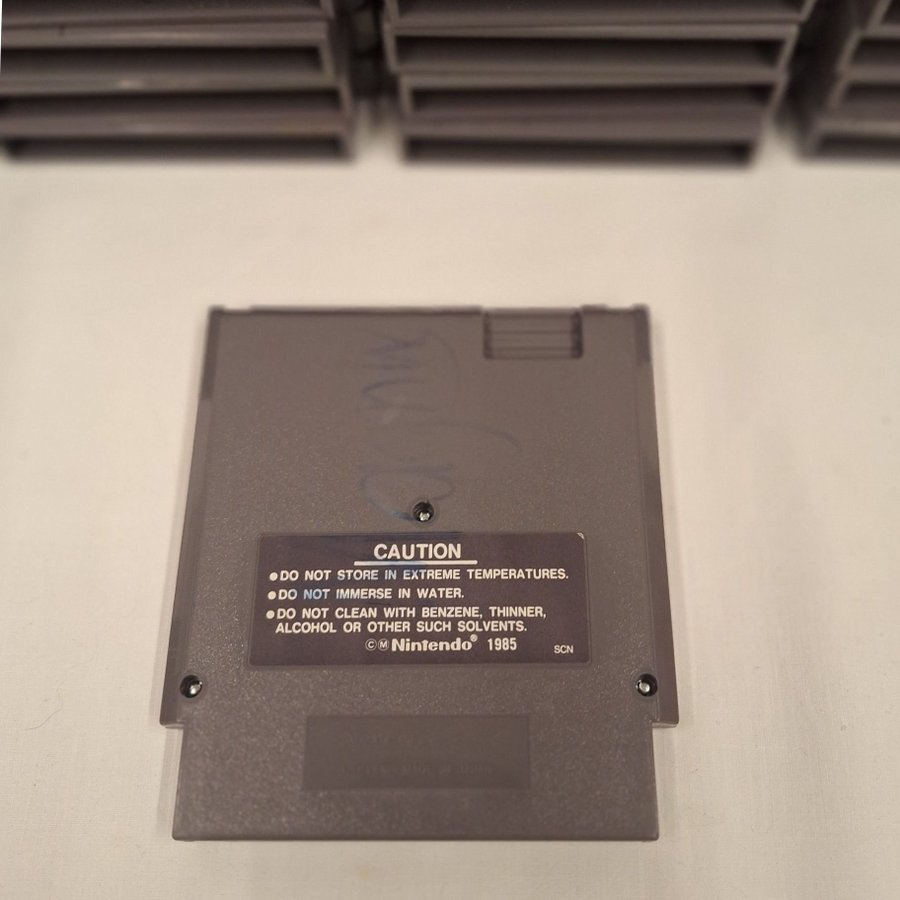 CAUTION
●DO NOT STORE IN EXTREME TEMPERATURES.
●DO NOT IMMERSE IN WATER.
●DO NOT CLEAN WITH BENZENE, THINNER,
ALCOHOL OR OTHER SUCH SOLVENTS.
ⒸⓂNintendo® 1985 SCN